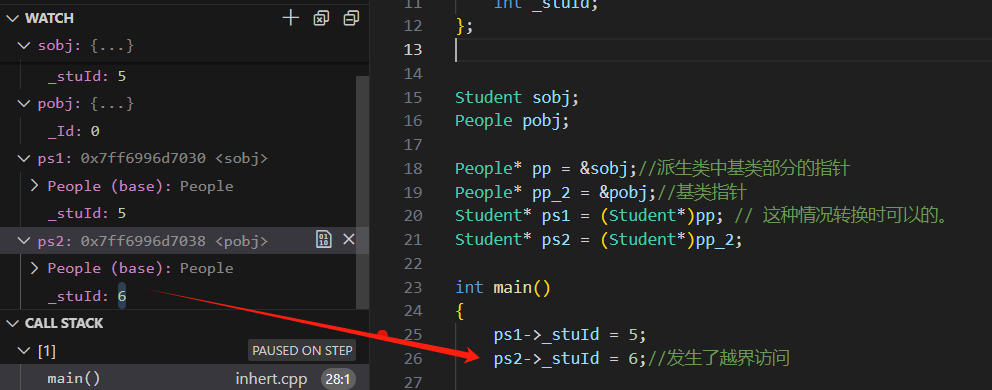 WATCH
sobj: {...}
_stuId: 5
pobj: {...}
_Id: 0
ps1: 0x7ff6996d7030 <sobj>
People (base): People
_stuId: 5
ps2: 0x7ff6996d7038 <pobj>
People (base): People
_stuId: 6
CALL STACK
[1] PAUSED ON STEP
main() inhert.cpp 28:1
11 int _stuId;
12 };
13
14
15 Student sobj;
16 People pobj;
17
18 People* pp = &sobj;//派生类中基类部分的指针
19 People* pp_2 = &pobj;//基类指针
20 Student* ps1 = (Student*)pp; // 这种情况转换时可以的。
21 Student* ps2 = (Student*)pp_2;
22
23 int main()
24 {
25 ps1->_stuId = 5;
26 ps2->_stuId = 6;//发生了越界访问
27